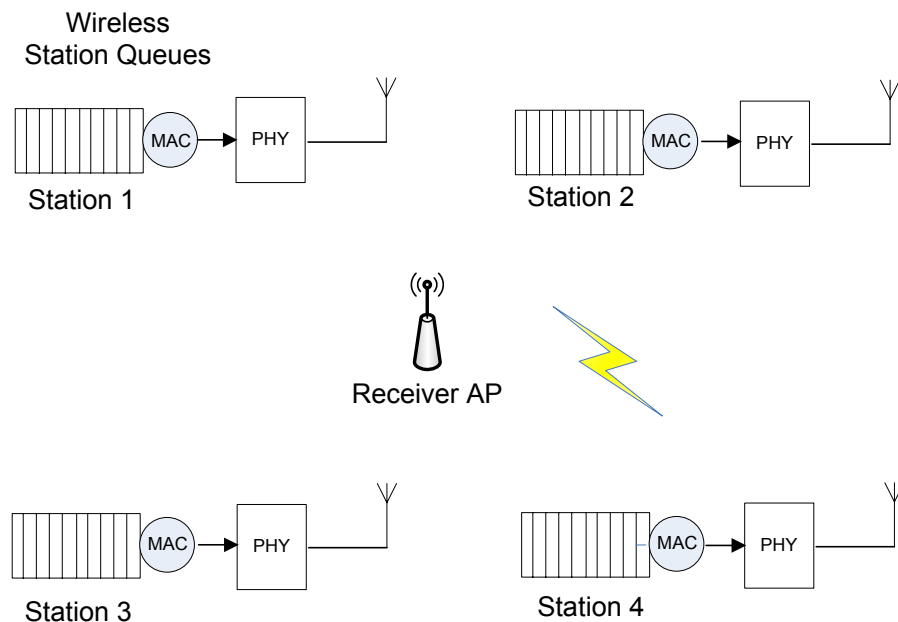 Wireless
Station Queues
MAC
PHY
Station 1
MAC
PHY
Station 2
Receiver AP
MAC
PHY
Station 3
MAC
PHY
Station 4